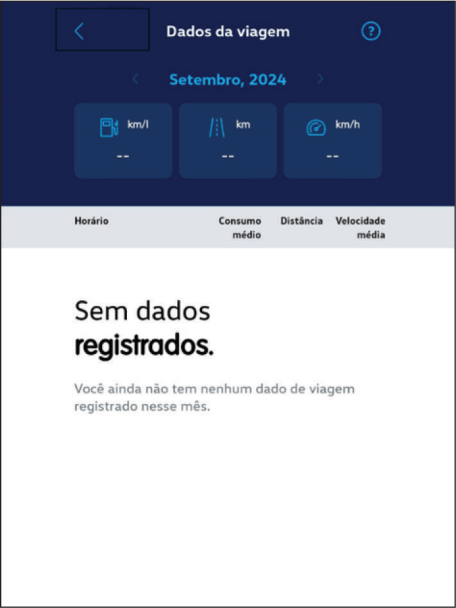 Dados da viagem ?
Setembro, 2024
km/l km km/h
-- -- --
Horário Consumo médio Distância Velocidade média
Sem dados
registrados.
Você ainda não tem nenhum dado de viagem
registrado nesse mês.